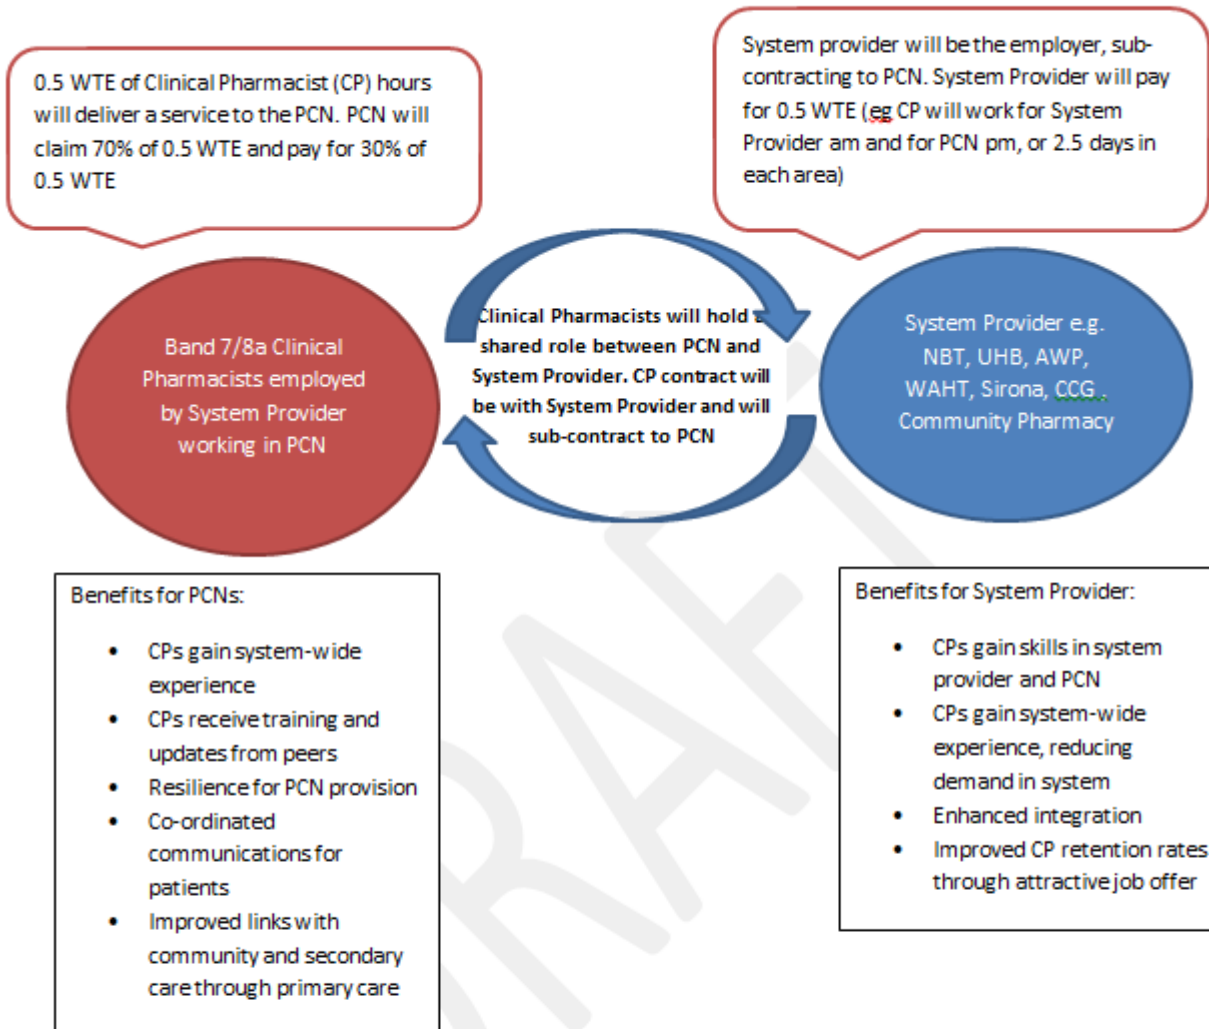 0.5 WTE of Clinical Pharmacist (CP) hours
will deliver a service to the PCN. PCN will
claim 70% of 0.5 WTE and pay for 30% of
0.5 WTE
System provider will be the employer, sub-
contracting to PCN. System Provider will pay
for 0.5 WTE (eg CP will work for System
Provider am and for PCN pm, or 2.5 days in
each area)
Band 7/8a Clinical
Pharmacists employed
by System Provider
working in PCN
Clinical Pharmacists will hold a
shared role between PCN and
System Provider. CP contract will
be with System Provider and will
sub-contract to PCN
System Provider e.g.
NBT, UHB, AWP,
WAHT, Sirona, CCG,
Community Pharmacy
Benefits for PCNs:
• CPs gain system-wide
experience
• CPs receive training and
updates from peers
• Resilience for PCN provision
• Co-ordinated
communications for
patients
• Improved links with
community and secondary
care through primary care
Benefits for System Provider:
• CPs gain skills in system
provider and PCN
• CPs gain system-wide
experience, reducing
demand in system
• Enhanced integration
• Improved CP retention rates
through attractive job offer
DRAFT